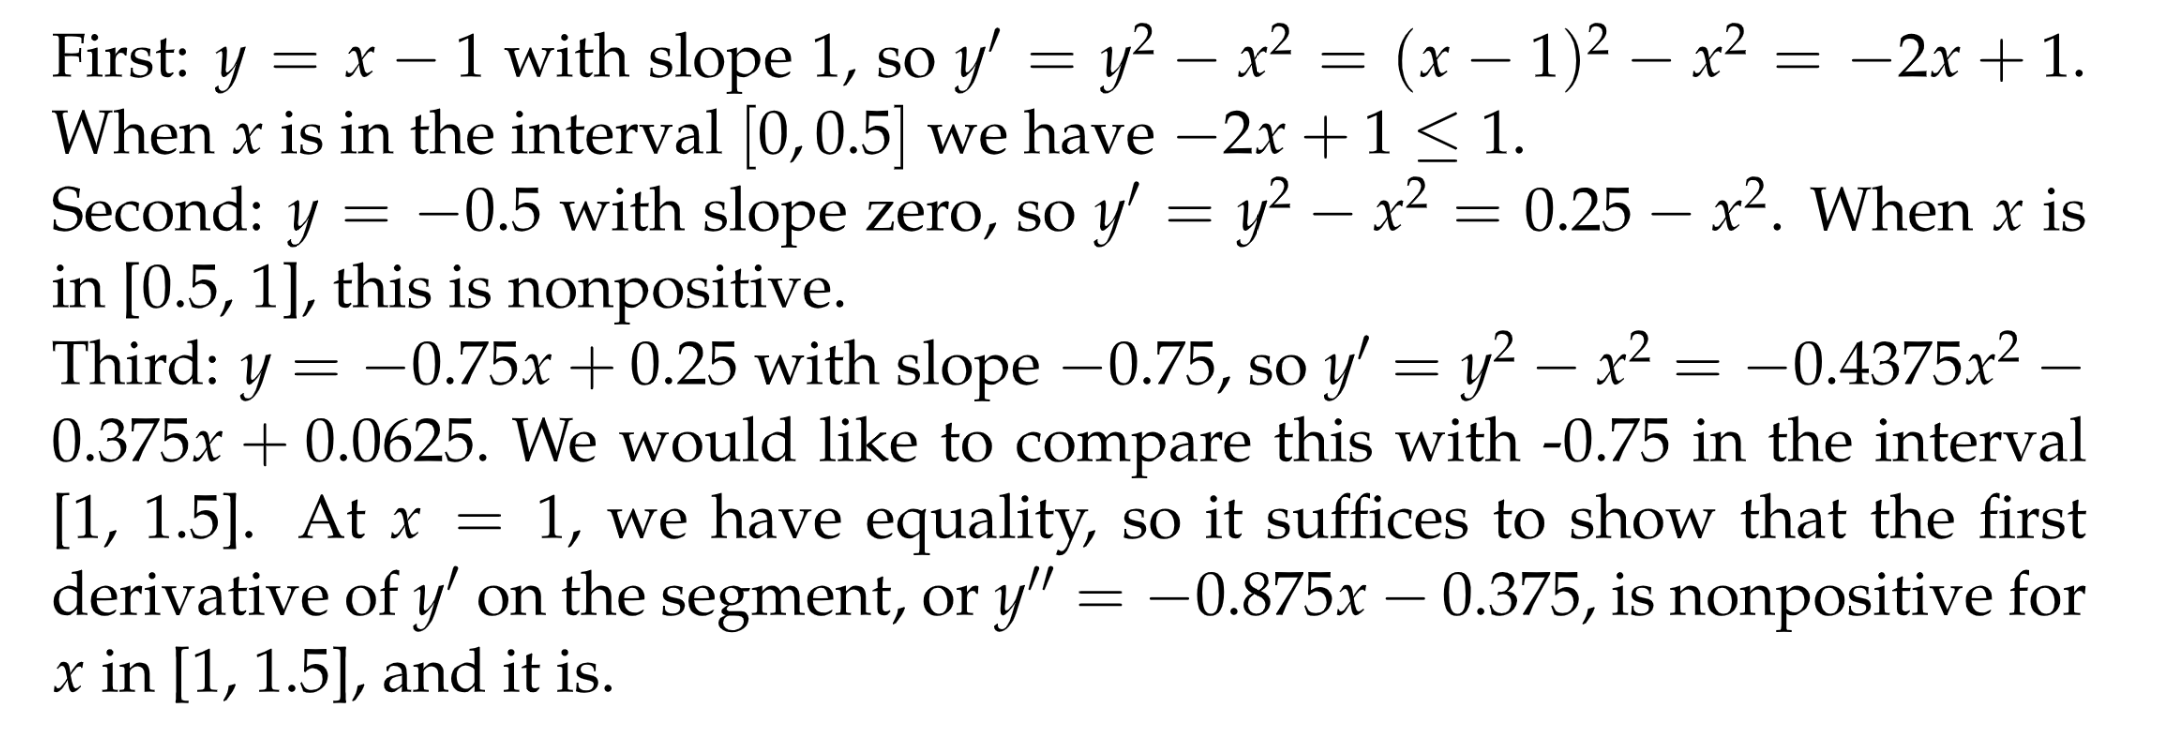 First: y = x − 1 with slope 1, so y′ = y² − x² = (x − 1)² − x² = −2x + 1.
When x is in the interval [0, 0.5] we have −2x + 1 ≤ 1.
Second: y = −0.5 with slope zero, so y′ = y² − x² = 0.25 − x². When x is
in [0.5, 1], this is nonpositive.
Third: y = −0.75x + 0.25 with slope −0.75, so y′ = y² − x² = −0.4375x² −
0.375x + 0.0625. We would like to compare this with -0.75 in the interval
[1, 1.5]. At x = 1, we have equality, so it suffices to show that the first
derivative of y′ on the segment, or y′′ = −0.875x − 0.375, is nonpositive for
x in [1, 1.5], and it is.